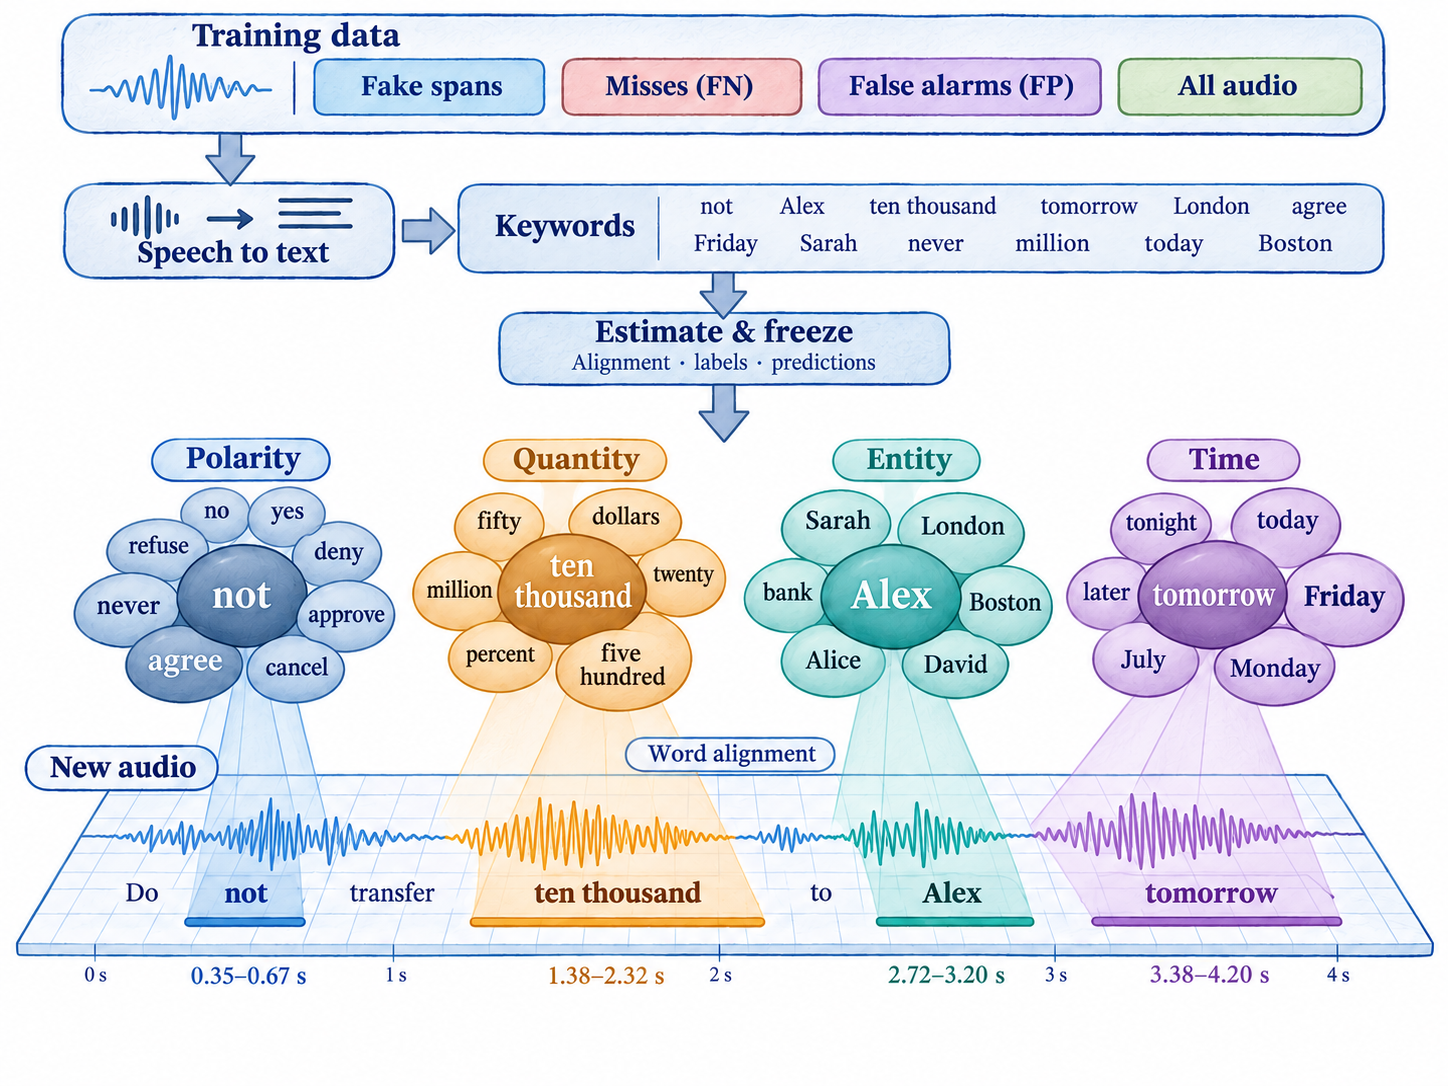 Training data
Fake spans
Misses (FN)
False alarms (FP)
All audio
Speech to text
Keywords
not Alex ten thousand tomorrow London agree
Friday Sarah never million today Boston
Estimate & freeze
Alignment · labels · predictions
Polarity
no
yes
refuse
deny
never
not
approve
agree
cancel
Quantity
fifty
dollars
million
ten
thousand
twenty
percent
five
hundred
Entity
Sarah
London
bank
Alex
Boston
Alice
David
Time
tonight
today
later
tomorrow
Friday
July
Monday
New audio
Word alignment
Do not transfer ten thousand to Alex tomorrow
0 s 0.35–0.67 s 1 s 1.38–2.32 s 2 s 2.72–3.20 s 3 s 3.38–4.20 s 4 s